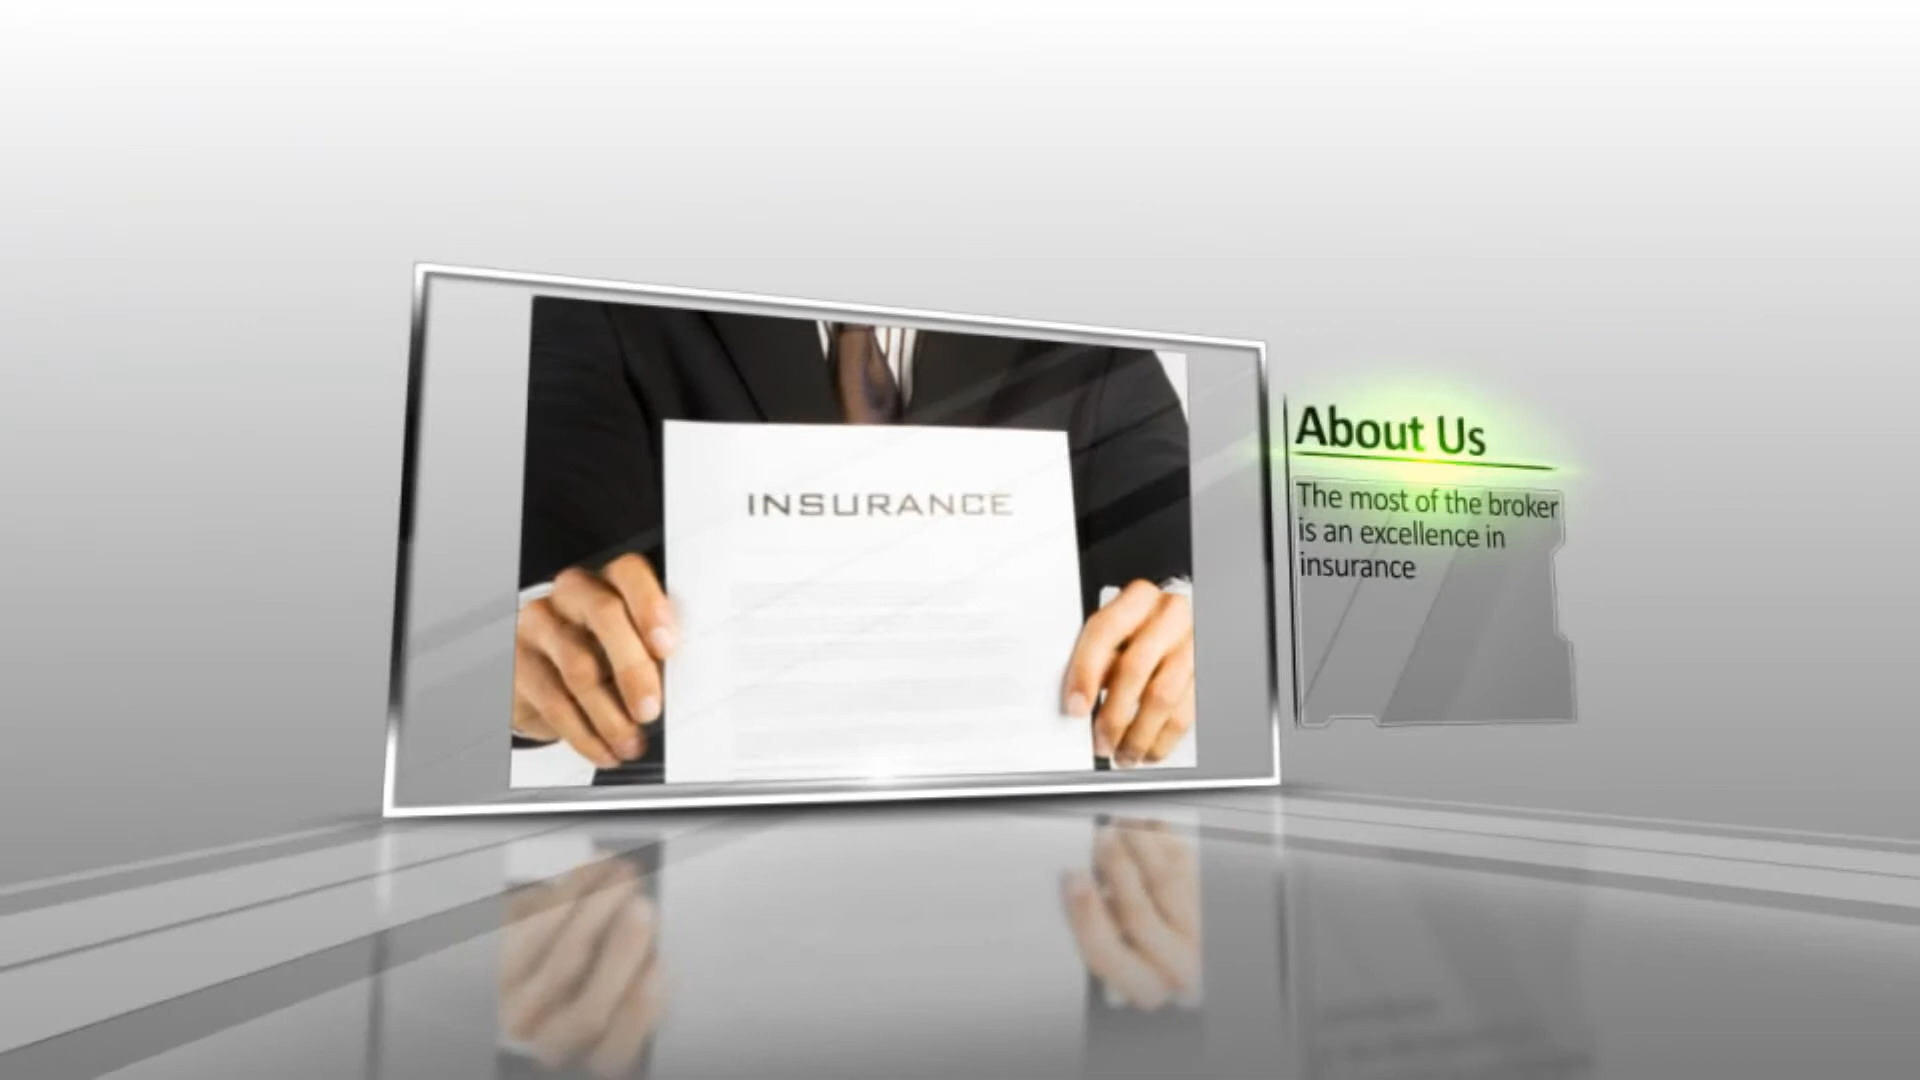 INSURANCE
About Us
The most of the broker
is an excellence in
insurance